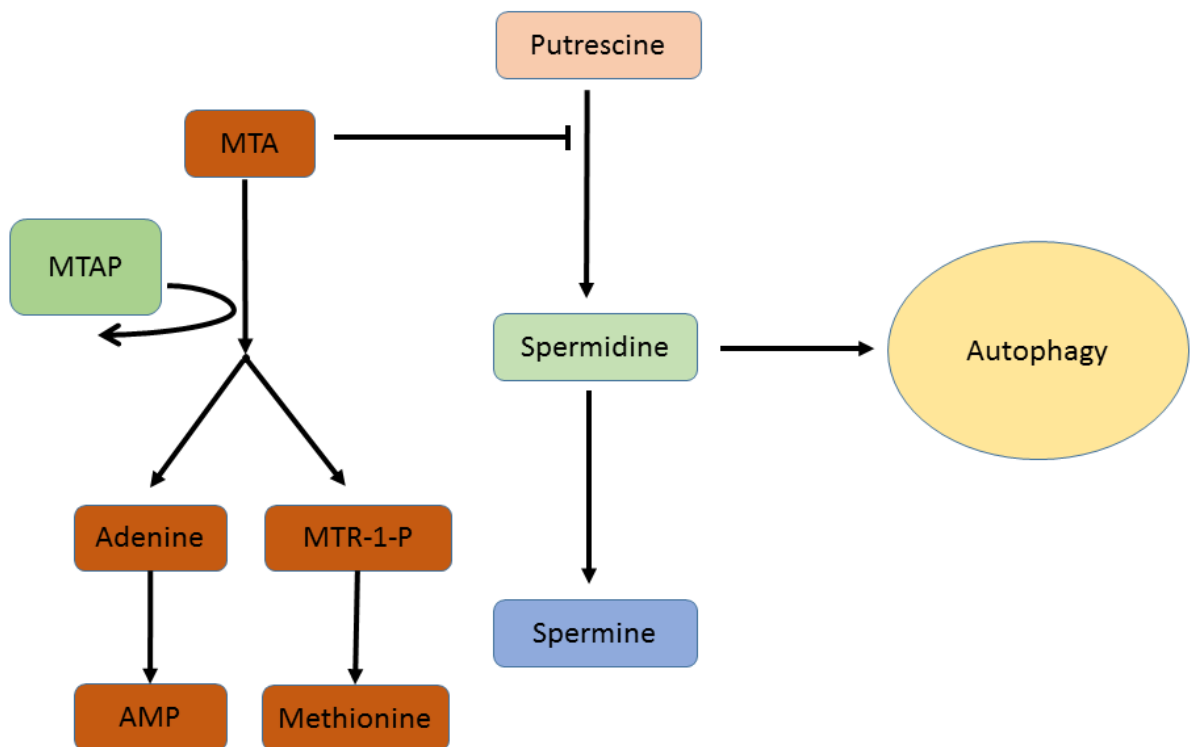 Putrescine
MTA
MTAP
Spermidine
Autophagy
Adenine
MTR-1-P
Spermine
AMP
Methionine